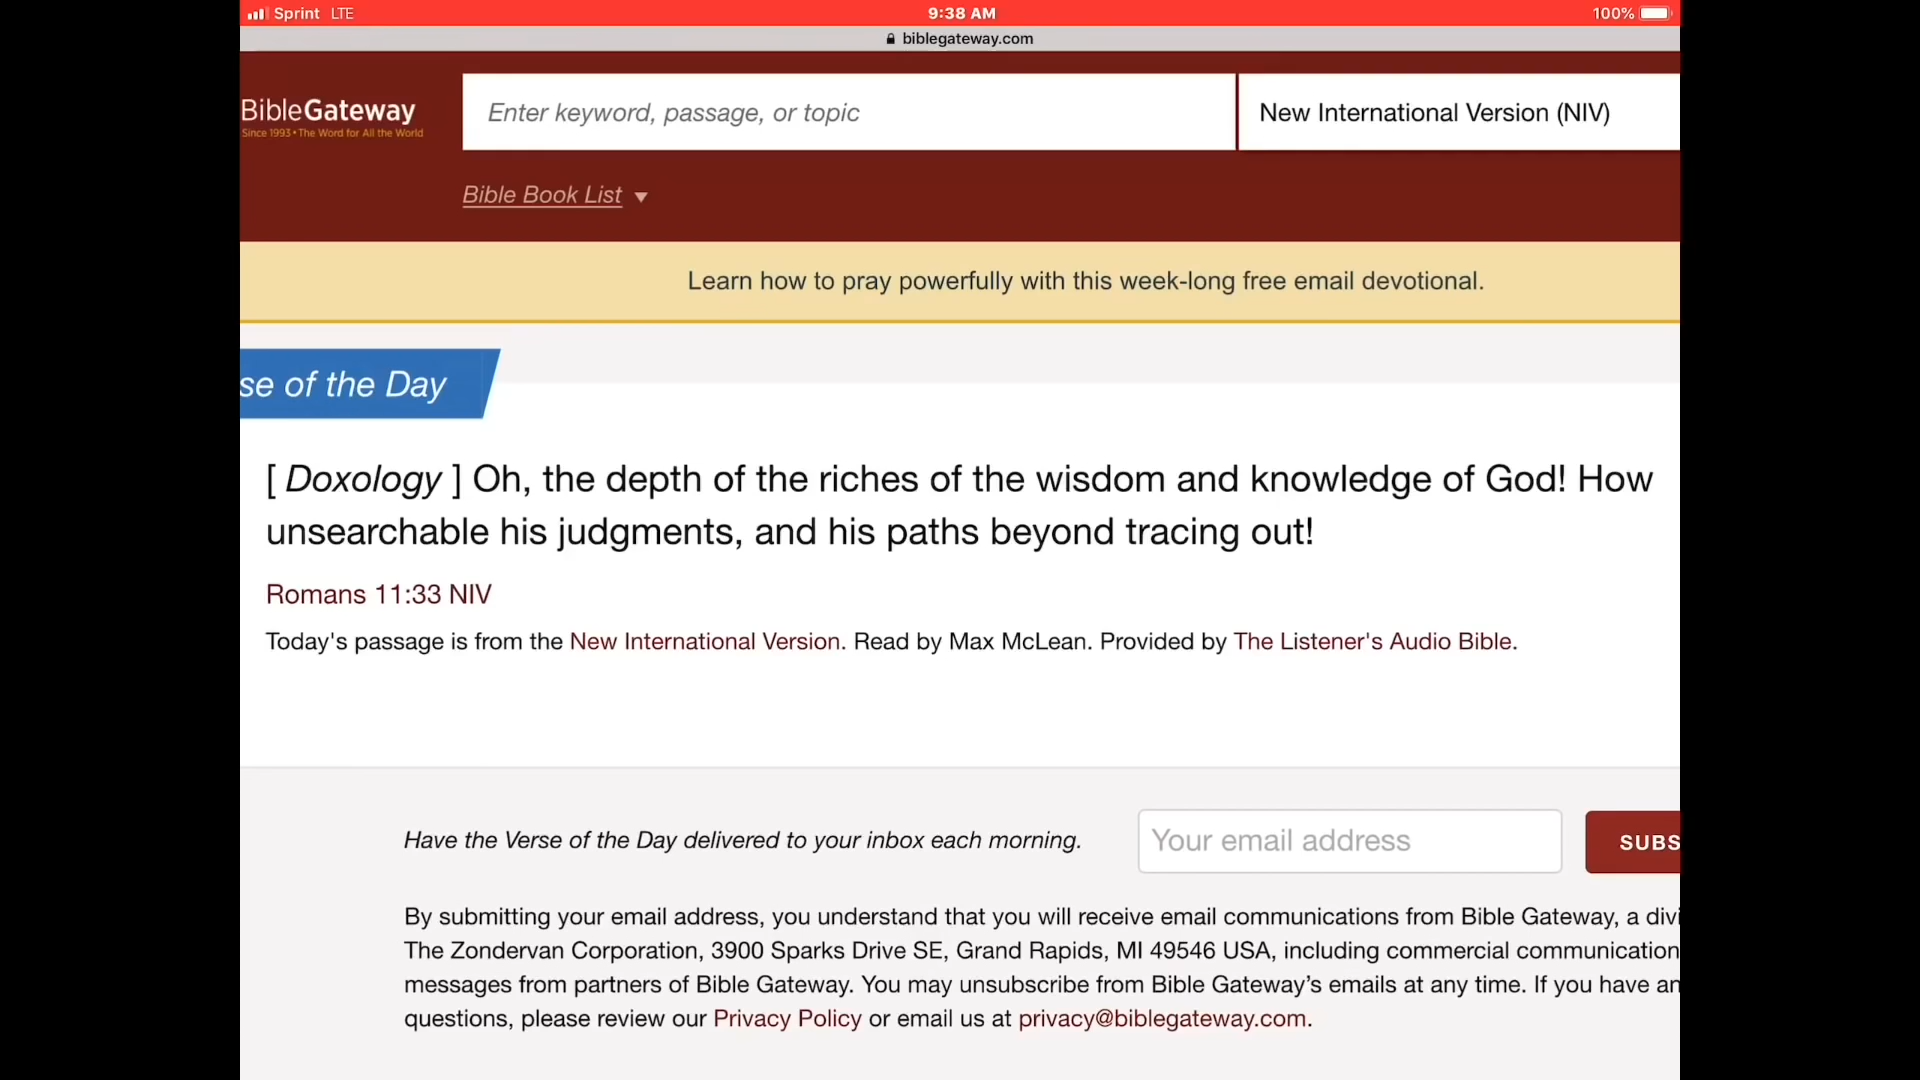 Sprint LTE 9:38 AM 100%
biblegateway.com
BibleGateway
Since 1993 • The Word for All the World
Enter keyword, passage, or topic
New International Version (NIV)
Bible Book List ▼
Learn how to pray powerfully with this week-long free email devotional.
se of the Day
[ Doxology ] Oh, the depth of the riches of the wisdom and knowledge of God! How
unsearchable his judgments, and his paths beyond tracing out!
Romans 11:33 NIV
Today's passage is from the New International Version. Read by Max McLean. Provided by The Listener's Audio Bible.
Have the Verse of the Day delivered to your inbox each morning.
Your email address
SUBS
By submitting your email address, you understand that you will receive email communications from Bible Gateway, a divi
The Zondervan Corporation, 3900 Sparks Drive SE, Grand Rapids, MI 49546 USA, including commercial communication
messages from partners of Bible Gateway. You may unsubscribe from Bible Gateway’s emails at any time. If you have an
questions, please review our Privacy Policy or email us at privacy@biblegateway.com.